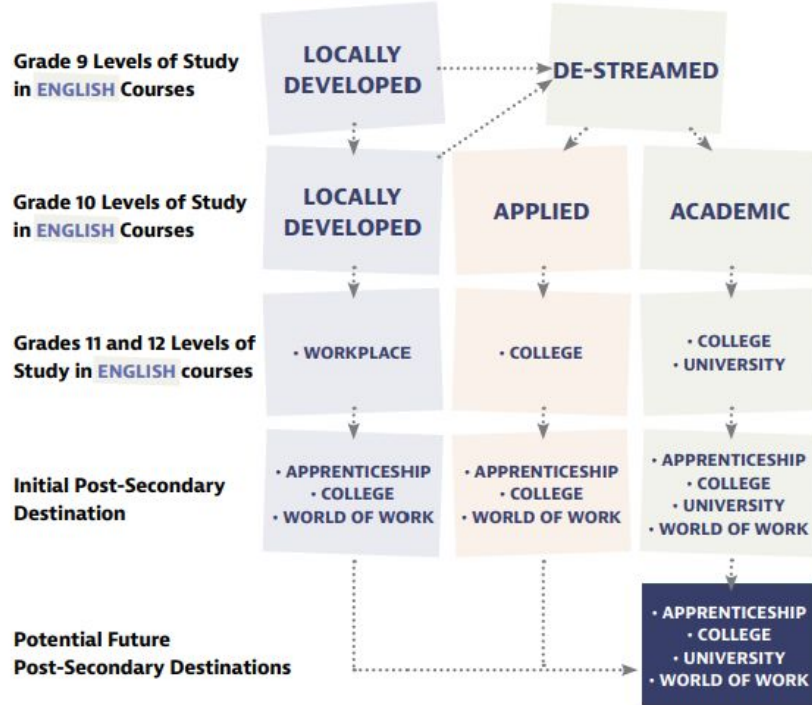 Grade 9 Levels of Study
in ENGLISH Courses
LOCALLY
DEVELOPED
DE-STREAMED
Grade 10 Levels of Study
in ENGLISH Courses
LOCALLY
DEVELOPED
APPLIED
ACADEMIC
Grades 11 and 12 Levels of
Study in ENGLISH courses
• WORKPLACE
• COLLEGE
• COLLEGE
• UNIVERSITY
Initial Post-Secondary
Destination
• APPRENTICESHIP
• COLLEGE
• WORLD OF WORK
• APPRENTICESHIP
• COLLEGE
• WORLD OF WORK
• APPRENTICESHIP
• COLLEGE
• UNIVERSITY
• WORLD OF WORK
Potential Future
Post-Secondary Destinations
• APPRENTICESHIP
• COLLEGE
• UNIVERSITY
• WORLD OF WORK